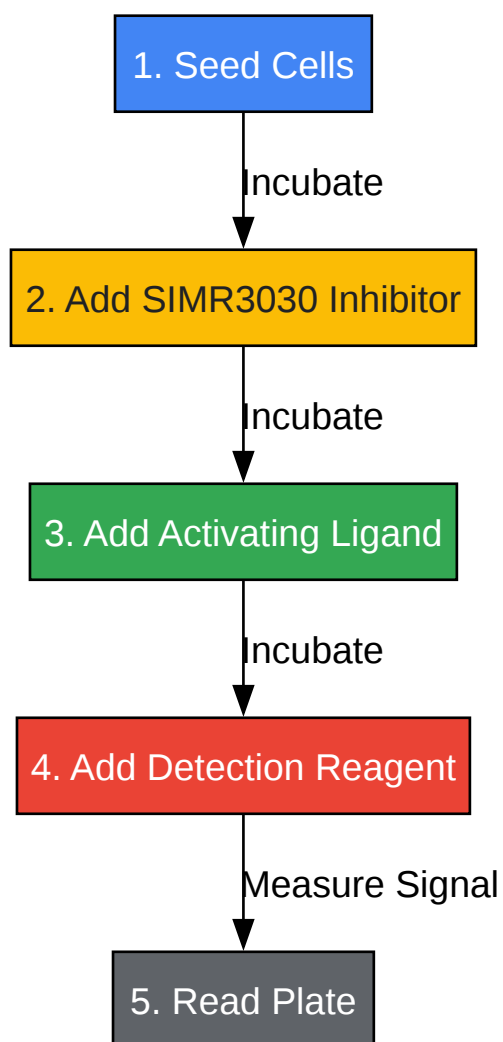 1. Seed Cells
Incubate
2. Add SIMR3030 Inhibitor
Incubate
3. Add Activating Ligand
Incubate
4. Add Detection Reagent
Measure Signal
5. Read Plate